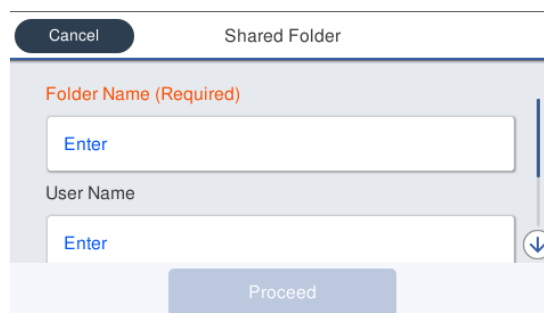 Cancel
Shared Folder
Folder Name (Required)
Enter
User Name
Enter
Proceed